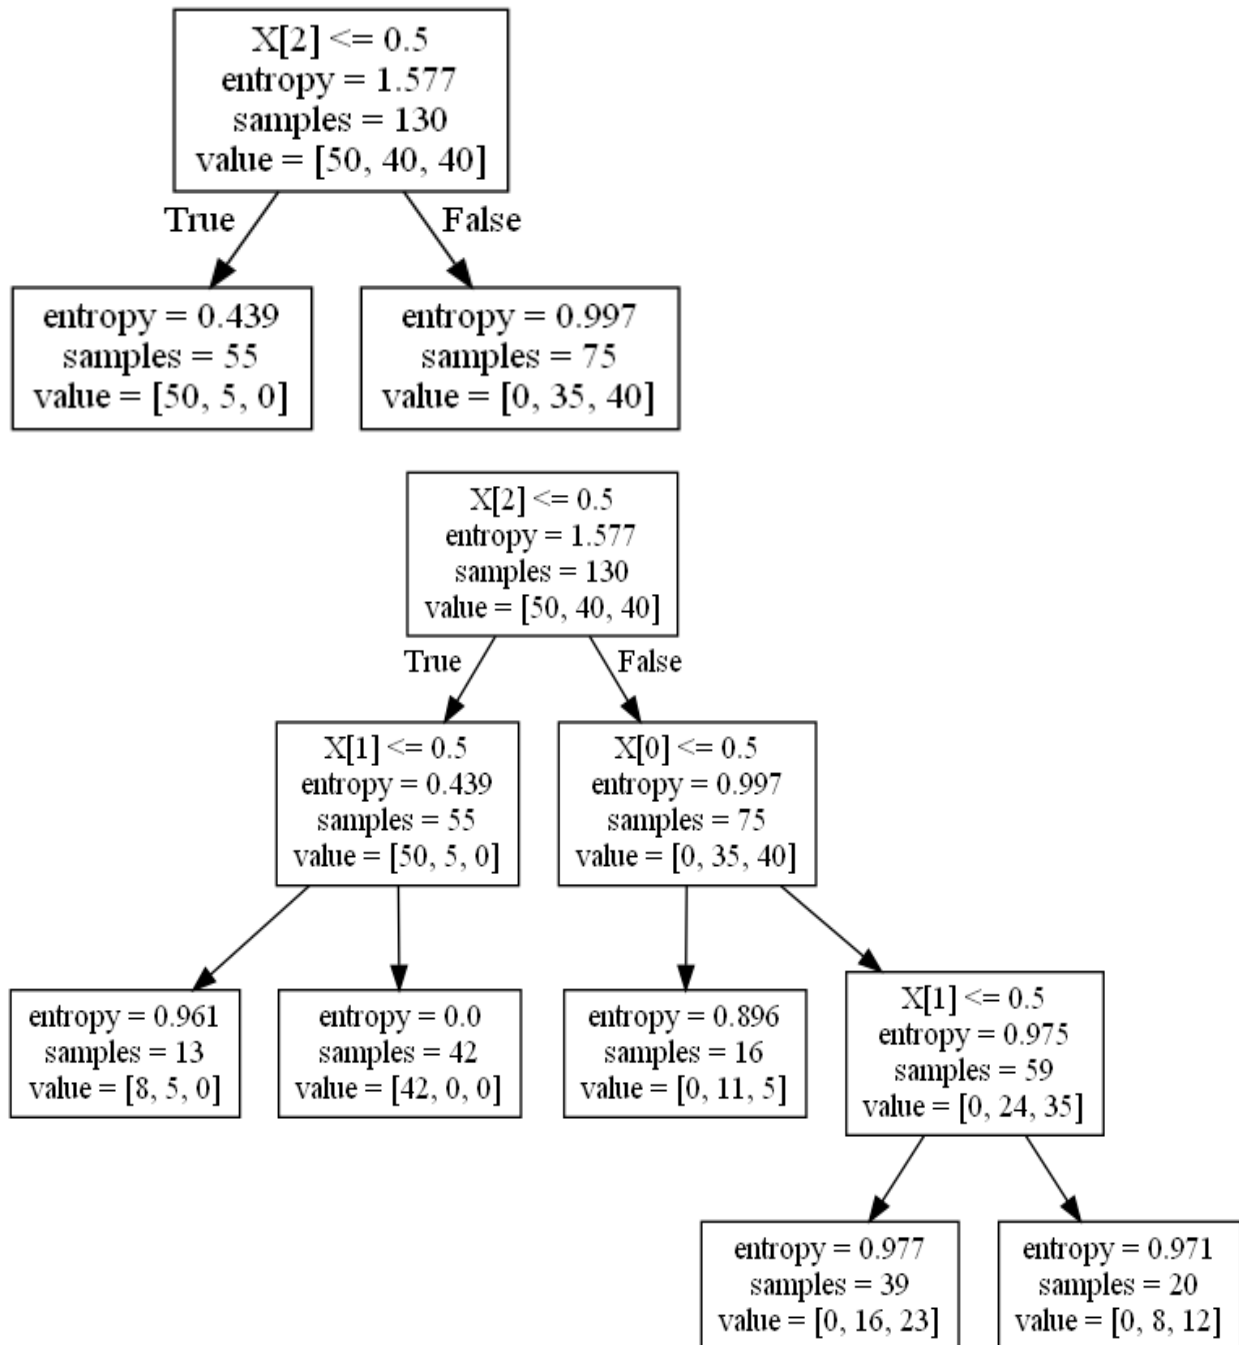 X[2] <= 0.5
entropy = 1.577
samples = 130
value = [50, 40, 40]
True
False
entropy = 0.439
samples = 55
value = [50, 5, 0]
entropy = 0.997
samples = 75
value = [0, 35, 40]
X[2] <= 0.5
entropy = 1.577
samples = 130
value = [50, 40, 40]
True
False
X[1] <= 0.5
entropy = 0.439
samples = 55
value = [50, 5, 0]
X[0] <= 0.5
entropy = 0.997
samples = 75
value = [0, 35, 40]
entropy = 0.961
samples = 13
value = [8, 5, 0]
entropy = 0.0
samples = 42
value = [42, 0, 0]
entropy = 0.896
samples = 16
value = [0, 11, 5]
X[1] <= 0.5
entropy = 0.975
samples = 59
value = [0, 24, 35]
entropy = 0.977
samples = 39
value = [0, 16, 23]
entropy = 0.971
samples = 20
value = [0, 8, 12]